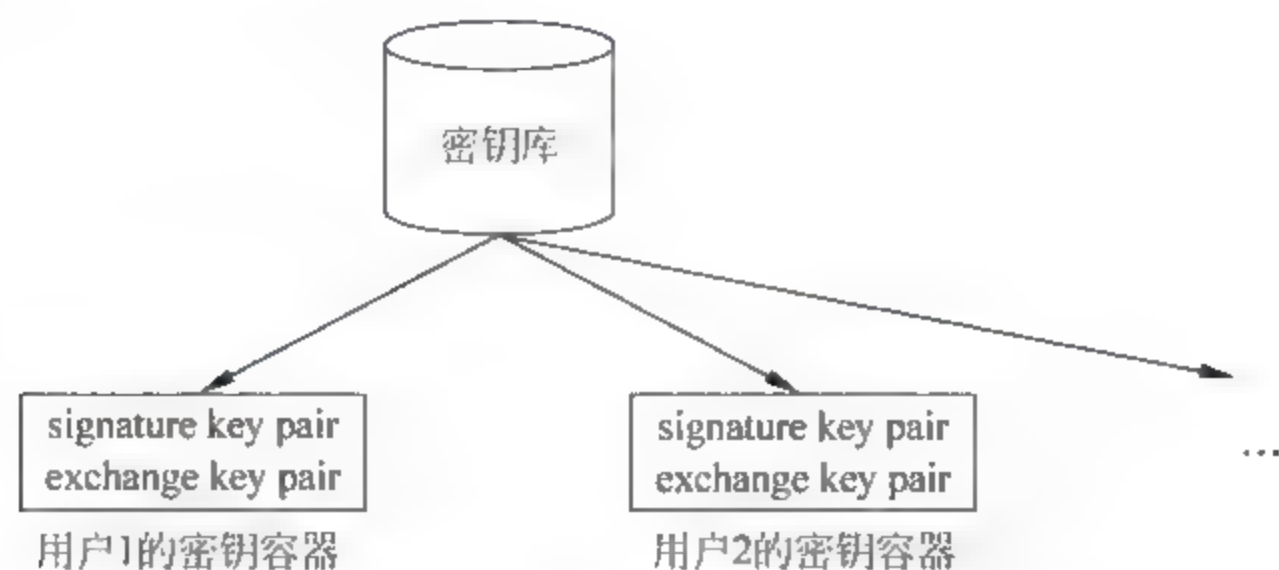 密钥库
signature key pair
exchange key pair
signature key pair
exchange key pair
...
用户1的密钥容器
用户2的密钥容器